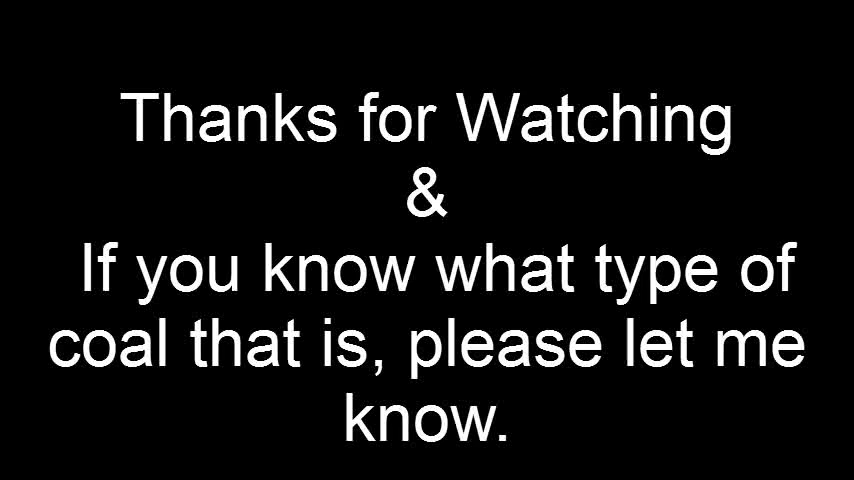 Thanks for Watching
&
If you know what type of
coal that is, please let me
know.